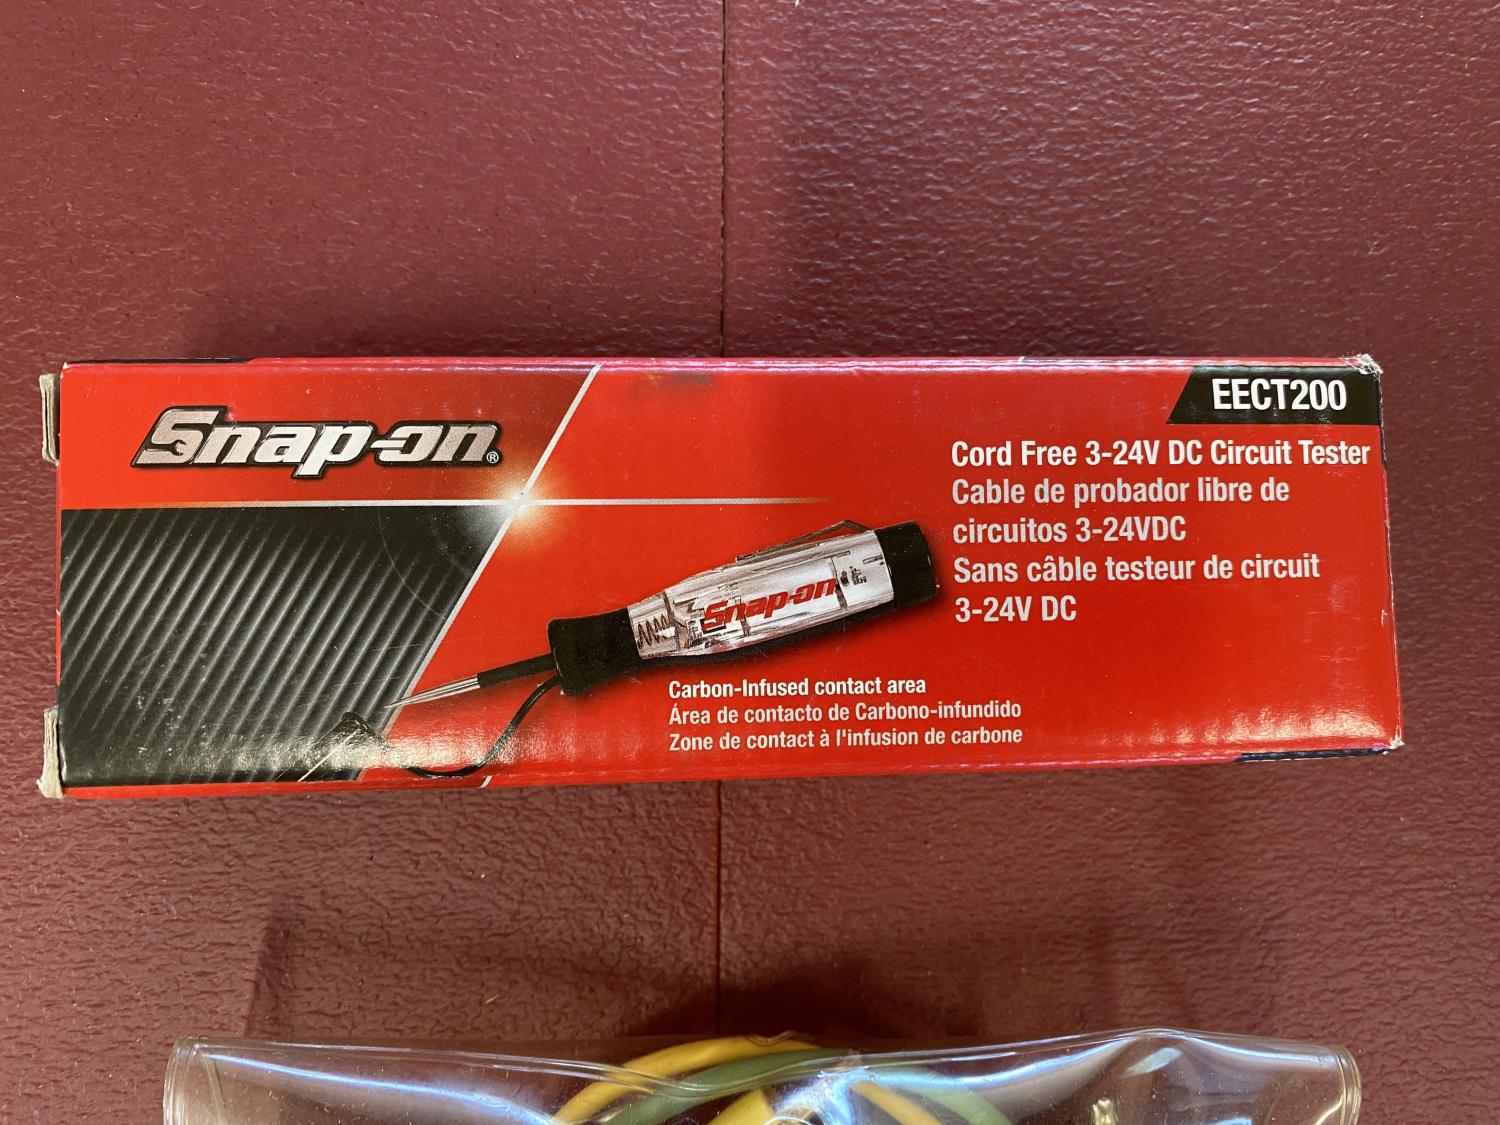 Snap-on®
EECT200
Cord Free 3-24V DC Circuit Tester
Cable de probador libre de
circuitos 3-24VDC
Sans câble testeur de circuit
3-24V DC
Snap-on
Carbon-Infused contact area
Área de contacto de Carbono-infundido
Zone de contact à l'infusion de carbone